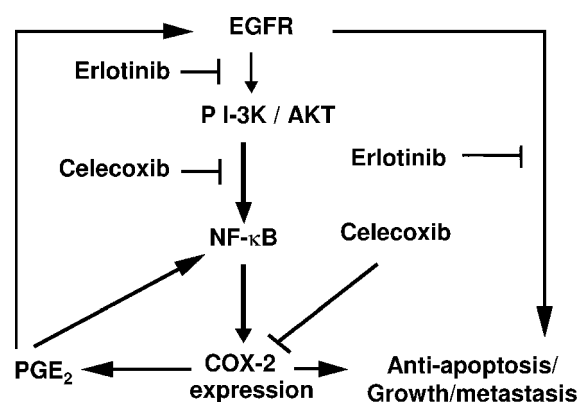 EGFR
Erlotinib
P I-3K / AKT
Celecoxib
Erlotinib
NF-κB
Celecoxib
PGE₂
COX-2
expression
Anti-apoptosis/
Growth/metastasis